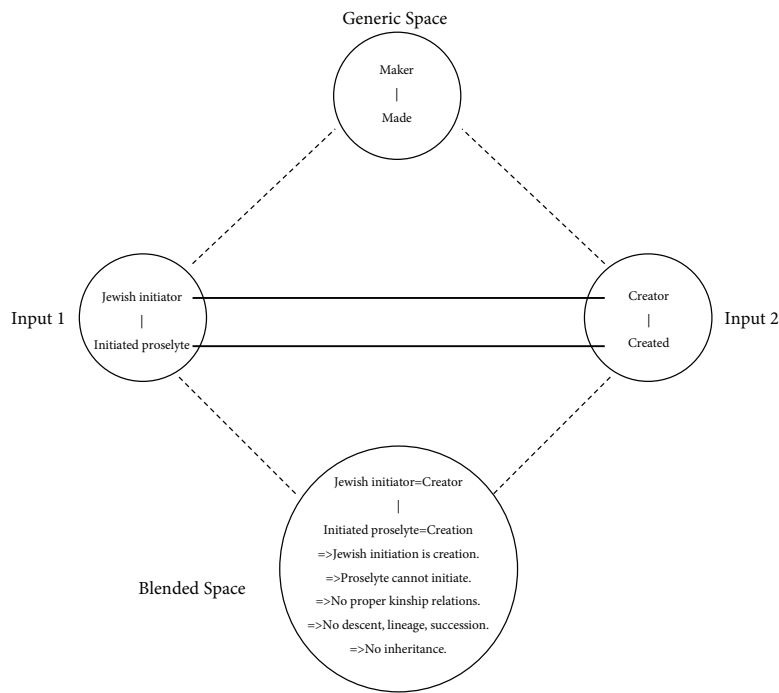 Generic Space
Maker
|
Made
Input 1
Jewish initiator
|
Initiated proselyte
Creator
|
Created
Input 2
Blended Space
Jewish initiator=Creator
|
Initiated proselyte=Creation
=>Jewish initiation is creation.
=>Proselyte cannot initiate.
=>No proper kinship relations.
=>No descent, lineage, succession.
=>No inheritance.